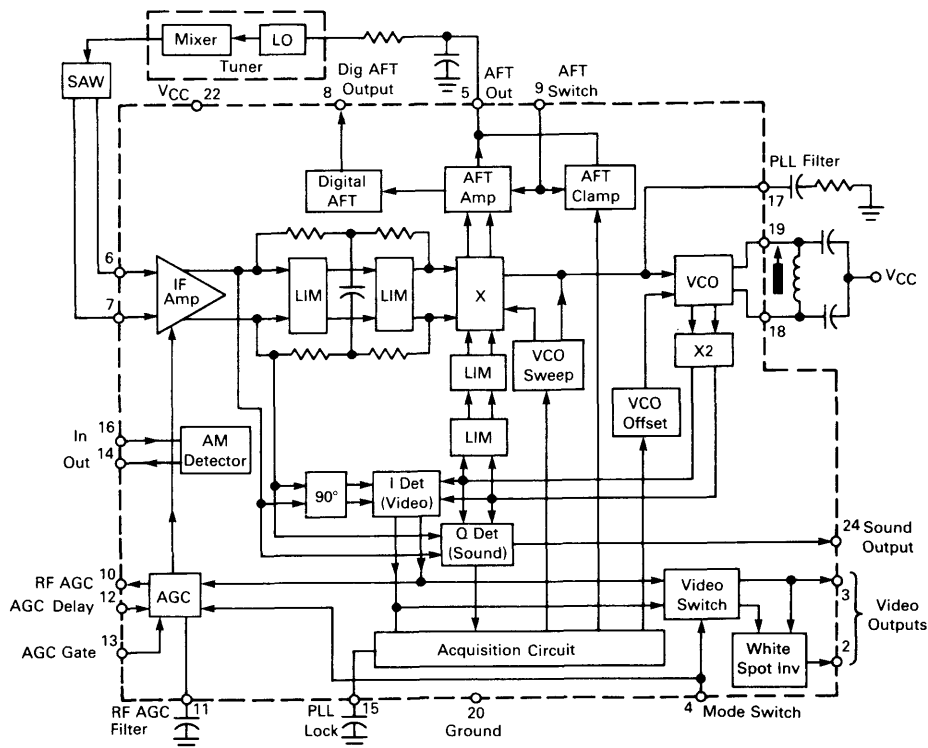 Mixer
LO
Tuner
SAW
VCC 22
Dig AFT
Output
8
5 AFT
Out
9 AFT
Switch
Digital
AFT
AFT
Amp
AFT
Clamp
PLL Filter
17
6
7
IF
Amp
LIM
LIM
X
VCO
19
18
VCC
X2
VCO
Sweep
LIM
LIM
VCO
Offset
In 16
Out 14
AM
Detector
90°
I Det
(Video)
Q Det
(Sound)
24 Sound
Output
RF AGC 10
AGC Delay 12
AGC Gate 13
AGC
Video
Switch
3
Video
Outputs
2
White
Spot Inv
Acquisition Circuit
RF AGC 11
Filter
PLL 15
Lock
20
Ground
4 Mode Switch